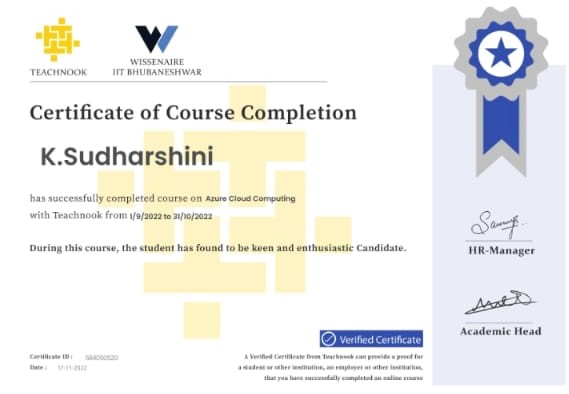 TEACHNOOK
WISSENAIRE
IIT BHUBANESHWAR
Certificate of Course Completion
K.Sudharshini
has successfully completed course on Azure Cloud Computing
with Teachnook from 1/9/2022 to 31/10/2022
During this course, the student has found to be keen and enthusiastic Candidate.
HR-Manager
Academic Head
Verified Certificate
Certificate ID :
Date : 17-11-2022
A Verified Certificate from Teachnook can provide a proof for
a student or other institution, an employer or other institution,
that you have successfully completed an online course